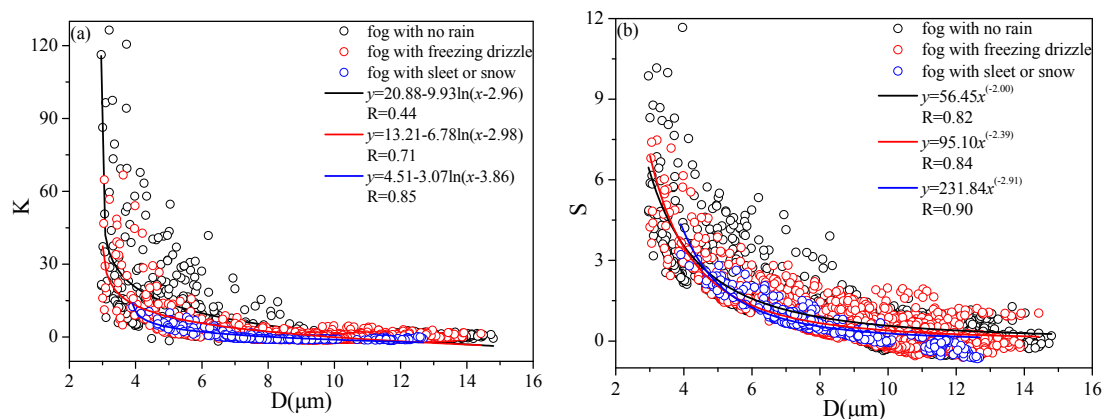 (a)
fog with no rain
fog with freezing drizzle
fog with sleet or snow
y=20.88-9.93ln(x-2.96)
R=0.44
y=13.21-6.78ln(x-2.98)
R=0.71
y=4.51-3.07ln(x-3.86)
R=0.85
120
90
60
30
0
K
2 4 6 8 10 12 14 16
D(μm)
(b)
fog with no rain
fog with freezing drizzle
fog with sleet or snow
y=56.45x^(-2.00)
R=0.82
y=95.10x^(-2.39)
R=0.84
y=231.84x^(-2.91)
R=0.90
12
9
6
3
0
S
2 4 6 8 10 12 14 16
D(μm)